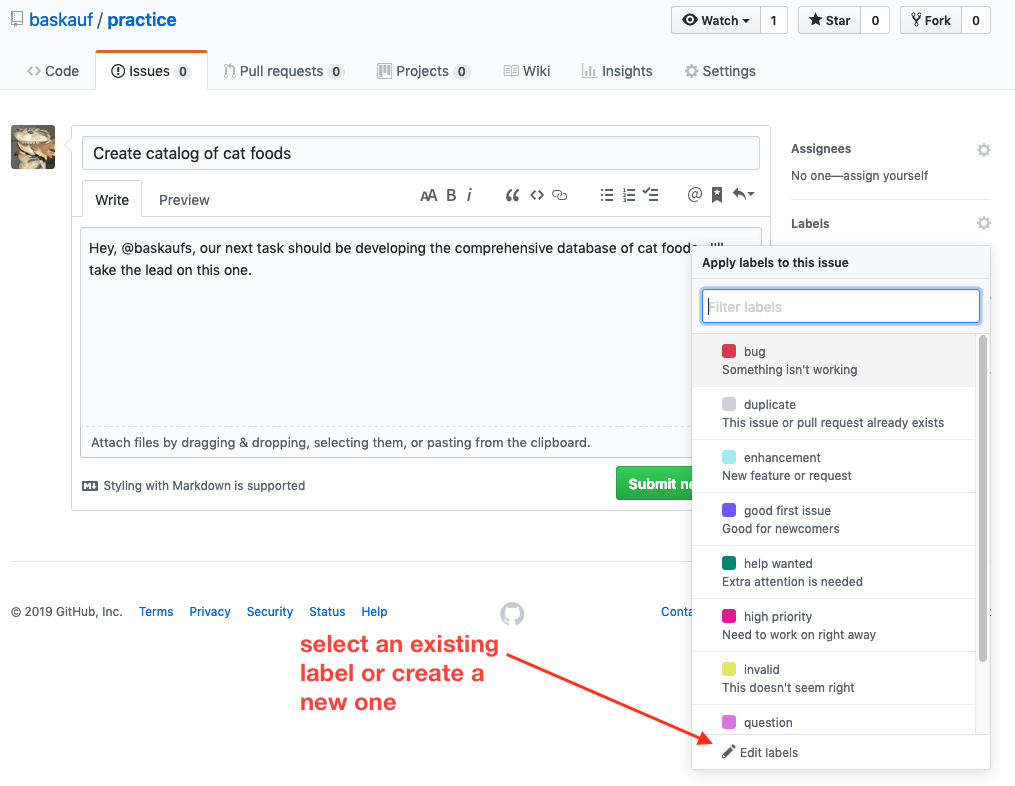 baskauf / practice
Watch 1 Star 0 Fork 0
Code Issues 0 Pull requests 0 Projects 0 Wiki Insights Settings
Create catalog of cat foods
Write Preview
AA B i
Hey, @baskaufs, our next task should be developing the comprehensive database of cat foods.
take the lead on this one.
Attach files by dragging & dropping, selecting them, or pasting from the clipboard.
Styling with Markdown is supported
Submit
Assignees
No one—assign yourself
Labels
Apply labels to this issue
Filter labels
bug
Something isn't working
duplicate
This issue or pull request already exists
enhancement
New feature or request
good first issue
Good for newcomers
help wanted
Extra attention is needed
high priority
Need to work on right away
invalid
This doesn't seem right
question
Edit labels
© 2019 GitHub, Inc. Terms Privacy Security Status Help
select an existing
label or create a
new one